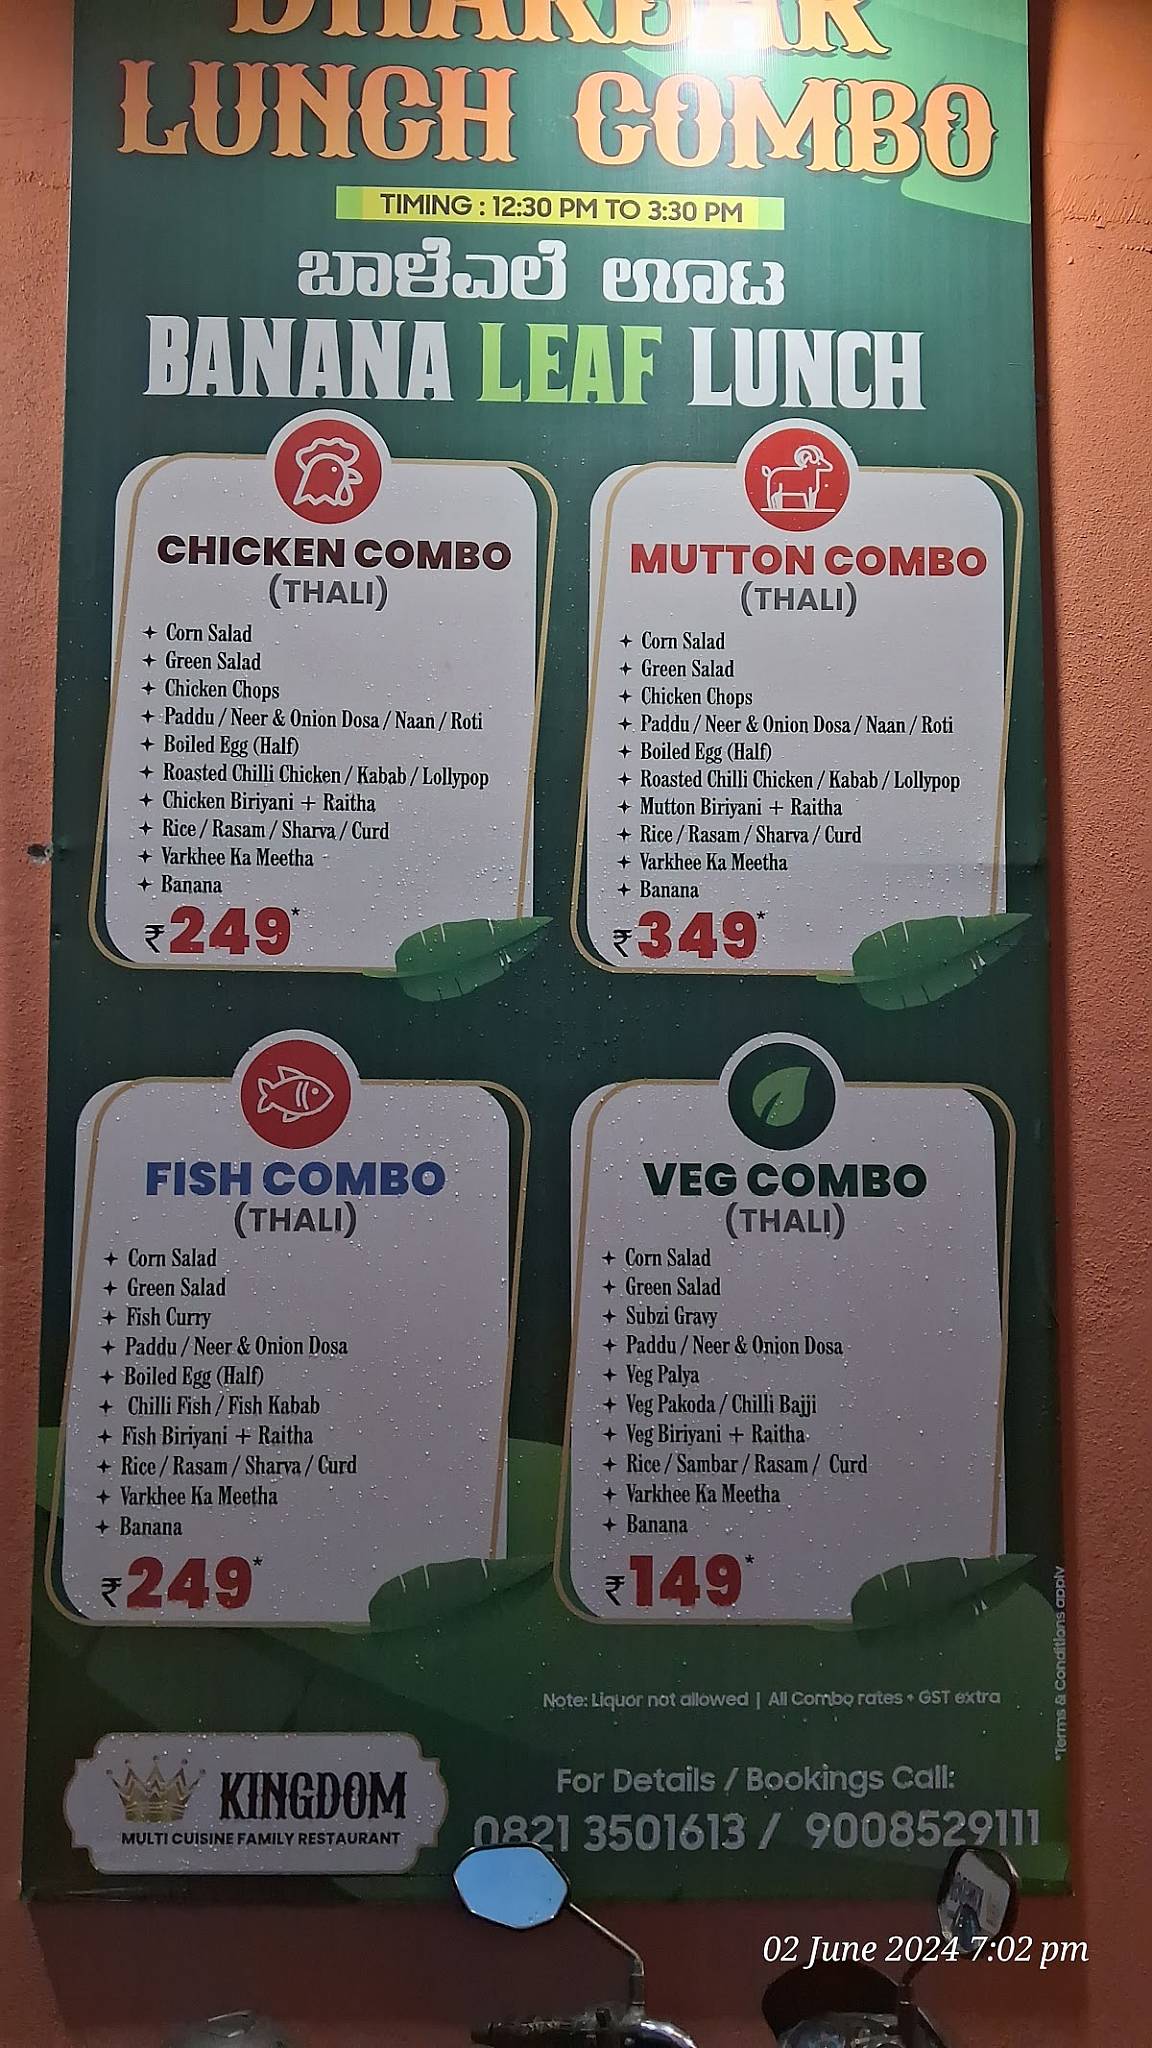 LUNCH COMBO
TIMING : 12:30 PM TO 3:30 PM
ಬಾಳೆಎಲೆ ಊಟ
BANANA LEAF LUNCH
CHICKEN COMBO
(THALI)
Corn Salad
Green Salad
Chicken Chops
Paddu / Neer & Onion Dosa / Naan / Roti
Boiled Egg (Half)
Roasted Chilli Chicken / Kabab / Lollypop
Chicken Biriyani + Raitha
Rice / Rasam / Sharva / Curd
Varkhee Ka Meetha
Banana
₹249*
MUTTON COMBO
(THALI)
Corn Salad
Green Salad
Chicken Chops
Paddu / Neer & Onion Dosa / Naan / Roti
Boiled Egg (Half)
Roasted Chilli Chicken / Kabab / Lollypop
Mutton Biriyani + Raitha
Rice / Rasam / Sharva / Curd
Varkhee Ka Meetha
Banana
₹349*
FISH COMBO
(THALI)
Corn Salad
Green Salad
Fish Curry
Paddu / Neer & Onion Dosa
Boiled Egg (Half)
Chilli Fish / Fish Kabab
Fish Biriyani + Raitha
Rice / Rasam / Sharva / Curd
Varkhee Ka Meetha
Banana
₹249*
VEG COMBO
(THALI)
Corn Salad
Green Salad
Subzi Gravy
Paddu / Neer & Onion Dosa
Veg Palya
Veg Pakoda / Chilli Bajji
Veg Biriyani + Raitha
Rice / Sambar / Rasam / Curd
Varkhee Ka Meetha
Banana
₹149*
*Terms & Conditions apply
Note: Liquor not allowed | All Combo rates + GST extra
KINGDOM
MULTI CUISINE FAMILY RESTAURANT
For Details / Bookings Call:
0821 3501613 / 9008529111
02 June 2024 7:02 pm